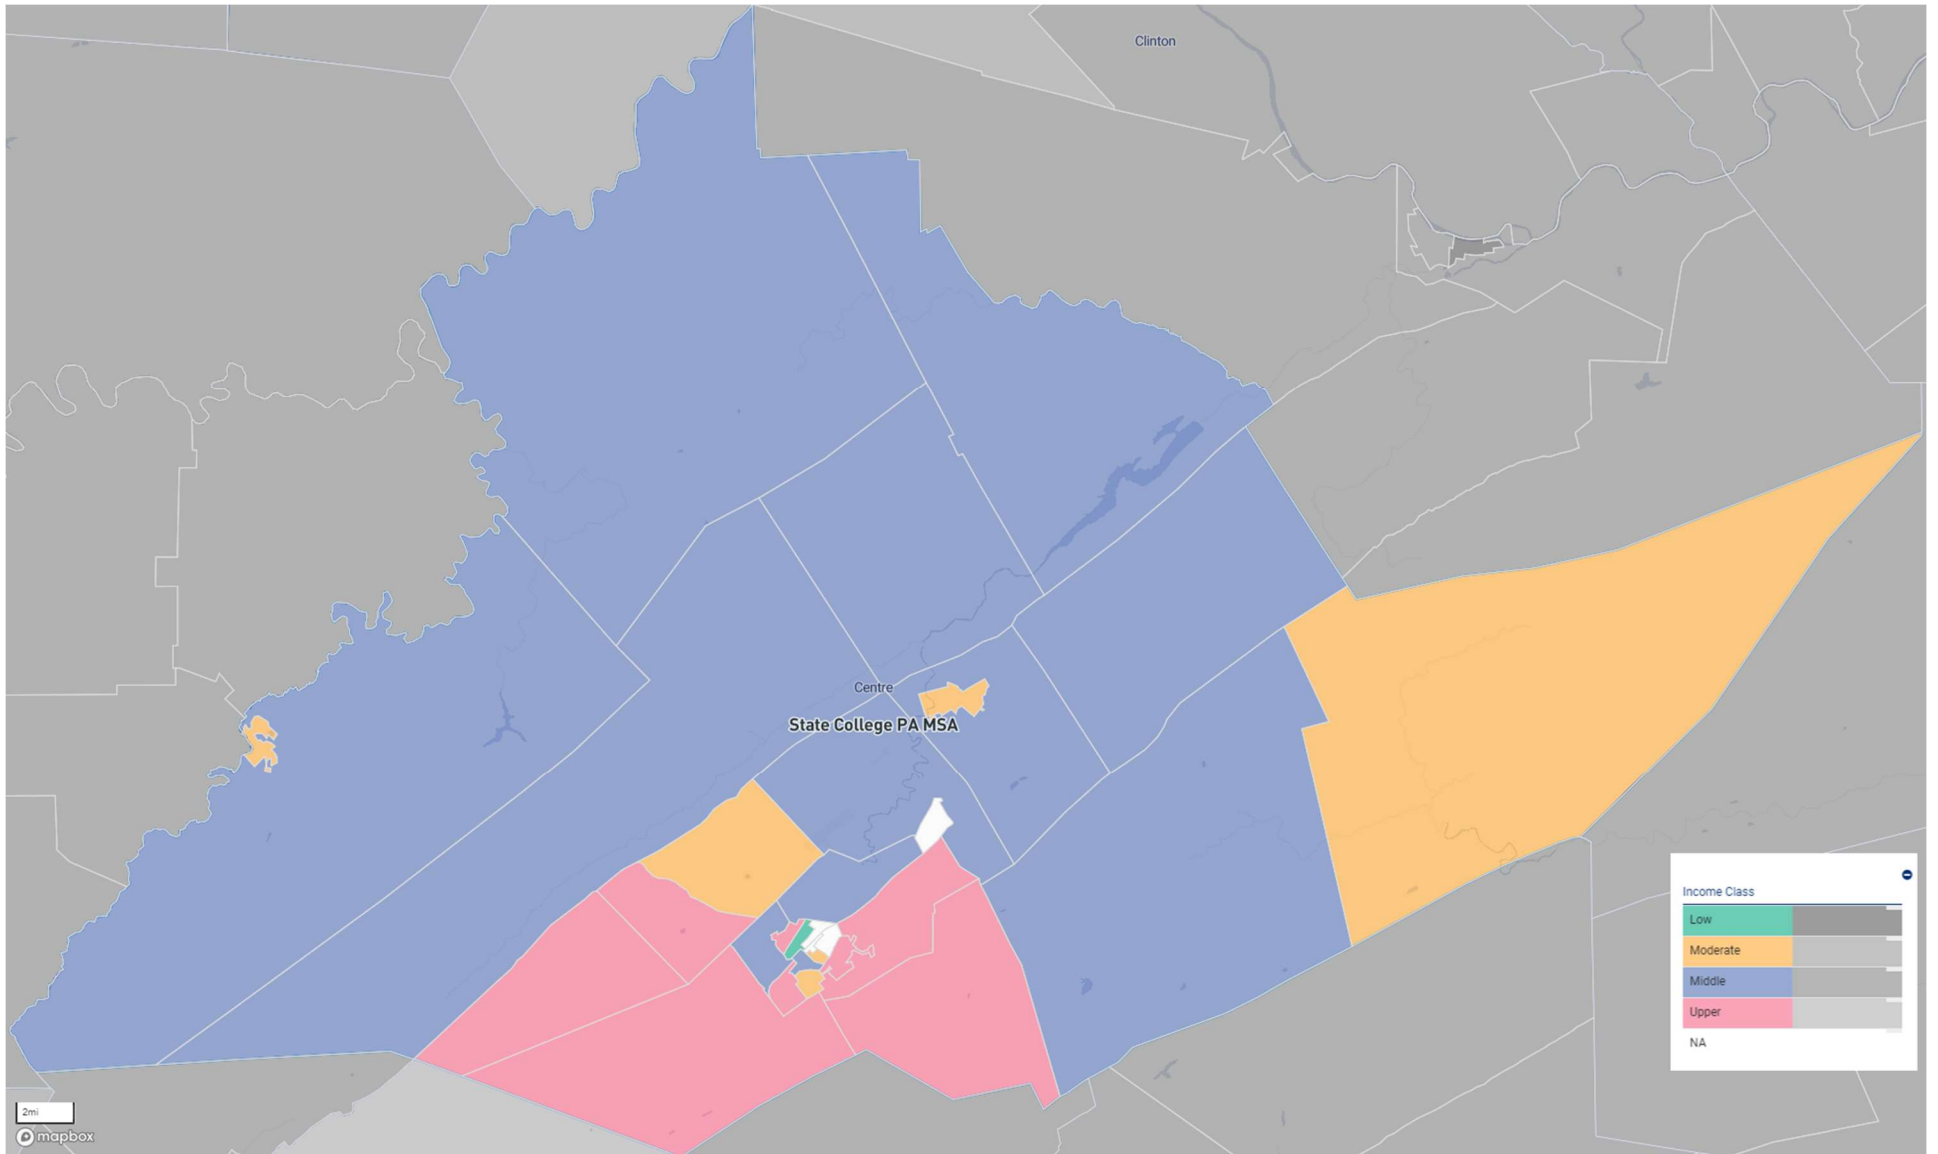 Clinton
Centre
State College PA MSA
Income Class
Low
Moderate
Middle
Upper
NA
2mi
mapbox